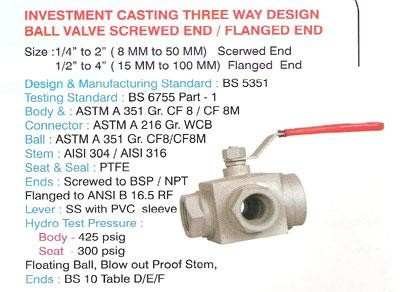 INVESTMENT CASTING THREE WAY DESIGN
BALL VALVE SCREWED END / FLANGED END
Size :1/4" to 2" ( 8 MM to 50 MM) Scerwed End
1/2" to 4" ( 15 MM to 100 MM) Flanged End
Design & Manufacturing Standard : BS 5351
Testing Standard : BS 6755 Part - 1
Body & : ASTM A 351 Gr. CF 8 / CF 8M
Connector : ASTM A 216 Gr. WCB
Ball : ASTM A 351 Gr. CF8/CF8M
Stem : AISI 304 / AISI 316
Seat & Seal : PTFE
Ends : Screwed to BSP / NPT
Flanged to ANSI B 16.5 RF
Lever : SS with PVC sleeve
Hydro Test Pressure :
Body - 425 psig
Seat - 300 psig
Floating Ball, Blow out Proof Stem,
Ends : BS 10 Table D/E/F